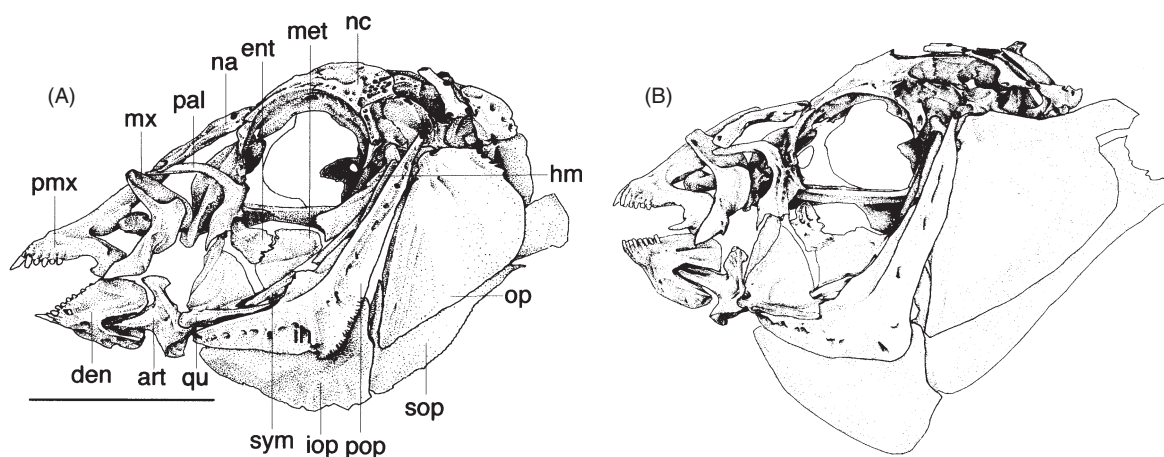 nc
met
ent
na
(A)
(B)
pal
mx
hm
pmx
op
ih
den
art
qu
sop
sym
iop
pop